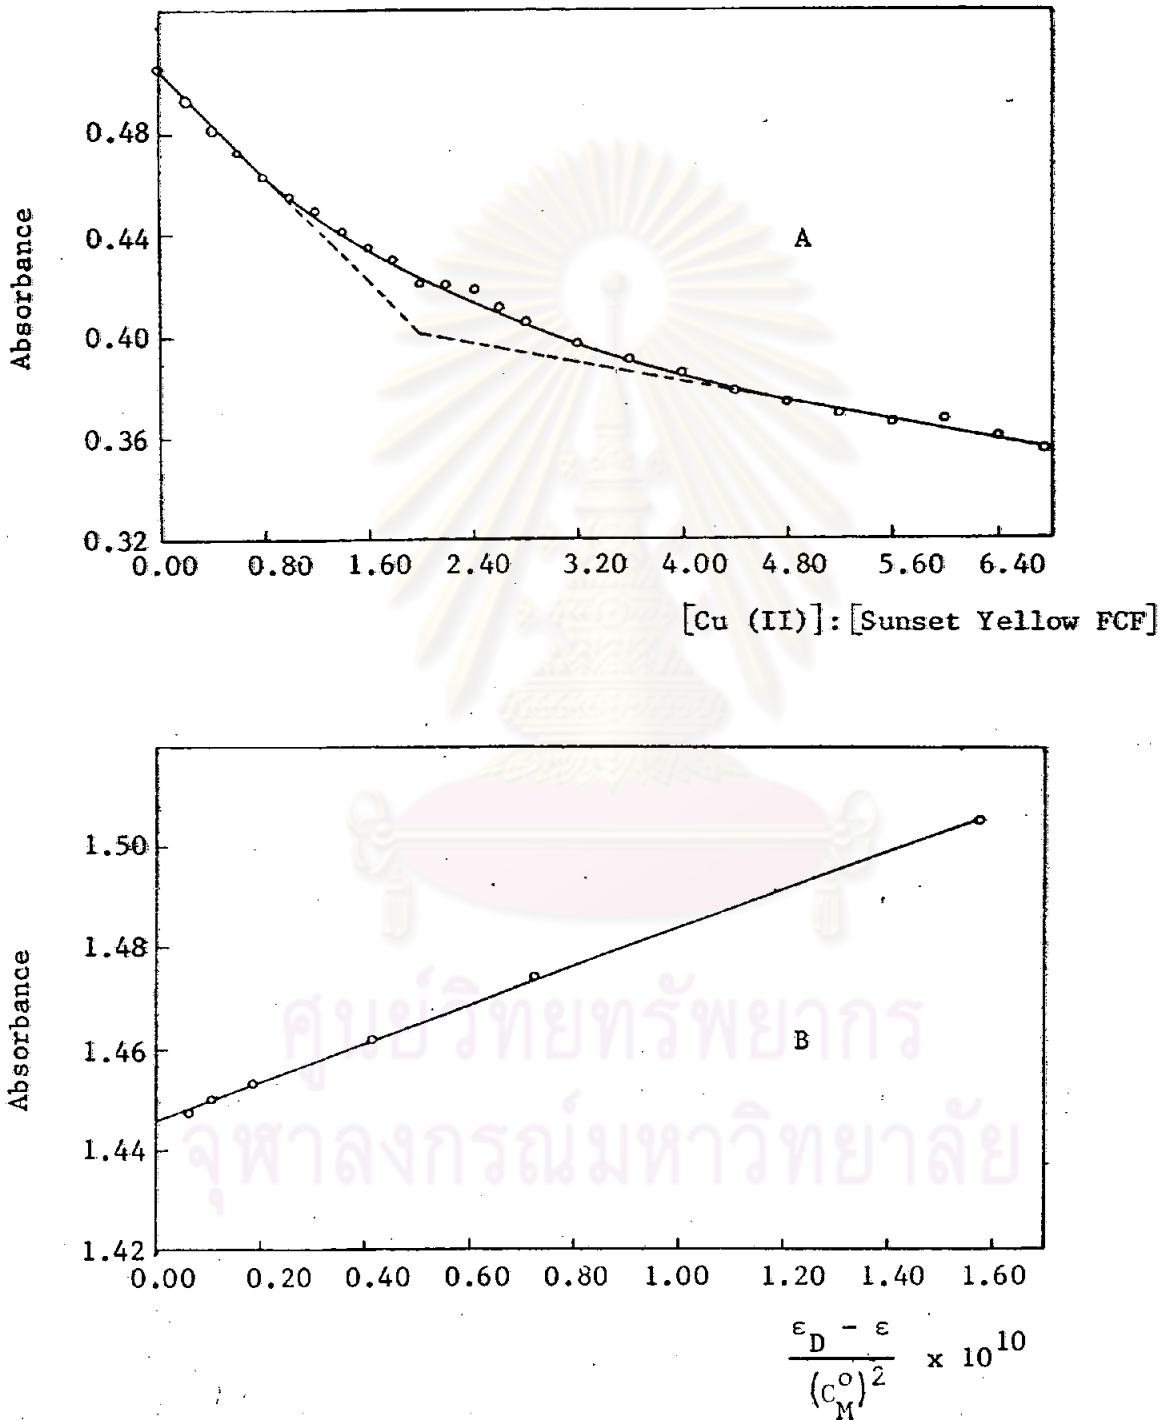 0.48
0.44
0.40
0.36
0.32
Absorbance
A
0.00 0.80 1.60 2.40 3.20 4.00 4.80 5.60 6.40
[Cu (II)]:[Sunset Yellow FCF]
1.50
1.48
1.46
1.44
1.42
Absorbance
B
ศูนย์วิทยทรัพยากร
จุฬาลงกรณ์มหาวิทยาลัย
0.00 0.20 0.40 0.60 0.80 1.00 1.20 1.40 1.60
ε_D - ε
(C_M^o)^2
x 10^10